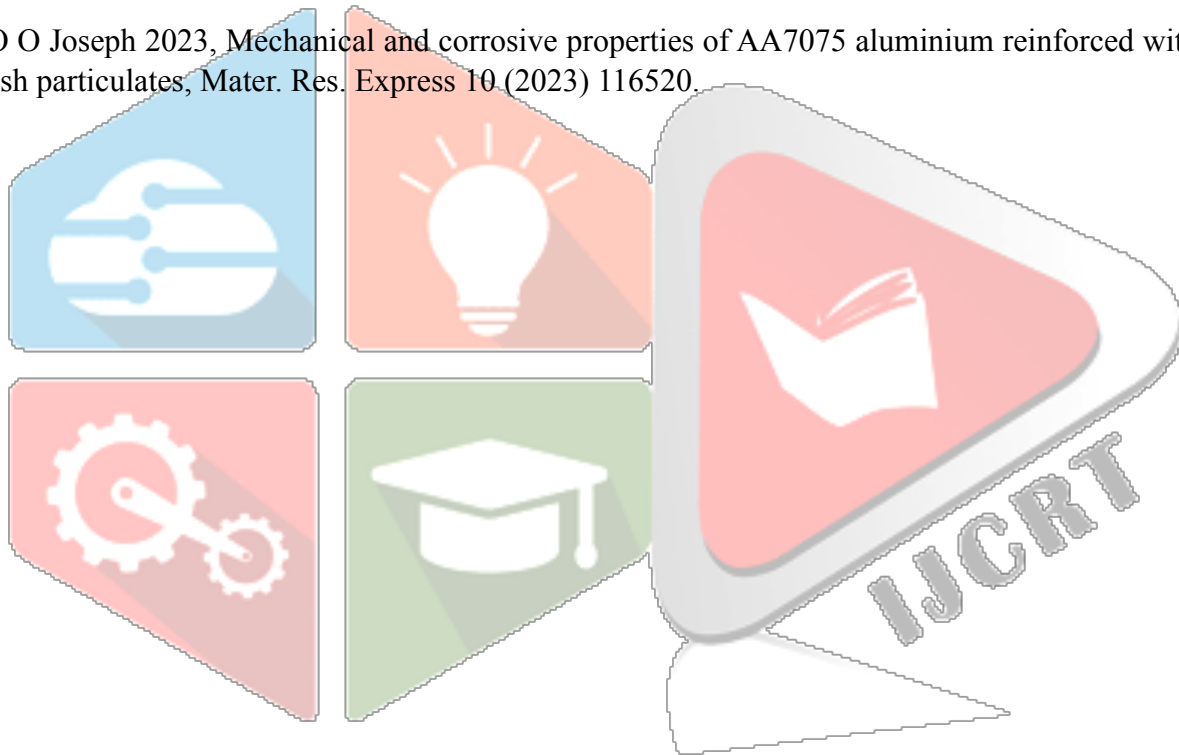 O O Joseph 2023, Mechanical and corrosive properties of AA7075 aluminium reinforced wit
sh particulates, Mater. Res. Express 10 (2023) 116520.
IJCRT